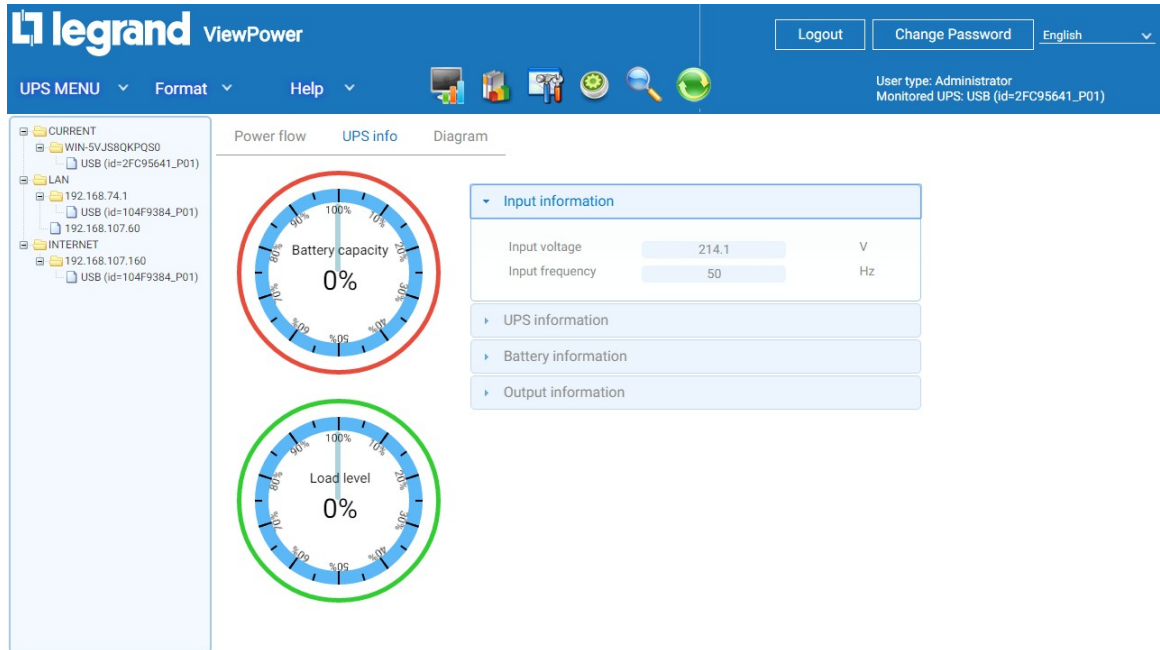 legrand ViewPower
Logout
Change Password
English
UPS MENU
Format
Help
User type: Administrator
Monitored UPS: USB (id=2FC95641_P01)
CURRENT
WIN-5VJS8QKPQS0
USB (id=2FC95641_P01)
LAN
192.168.74.1
USB (id=104F9384_P01)
192.168.107.60
INTERNET
192.168.107.160
USB (id=104F9384_P01)
Power flow
UPS info
Diagram
100%
10%
20%
30%
40%
50%
60%
70%
80%
90%
Battery capacity
0%
100%
10%
20%
30%
40%
50%
60%
70%
80%
90%
Load level
0%
Input information
Input voltage 214.1 V
Input frequency 50 Hz
UPS information
Battery information
Output information